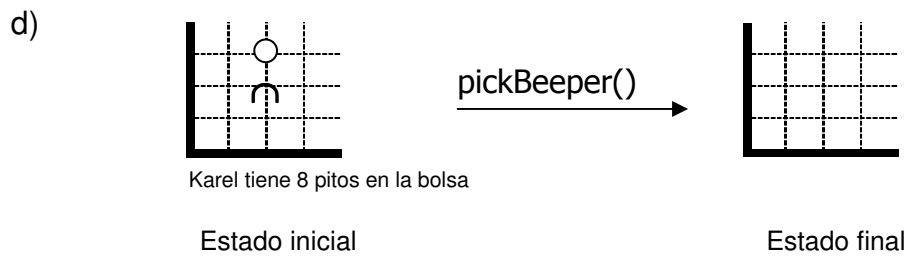 d)
pickBeeper()
Karel tiene 8 pitos en la bolsa
Estado inicial
Estado final